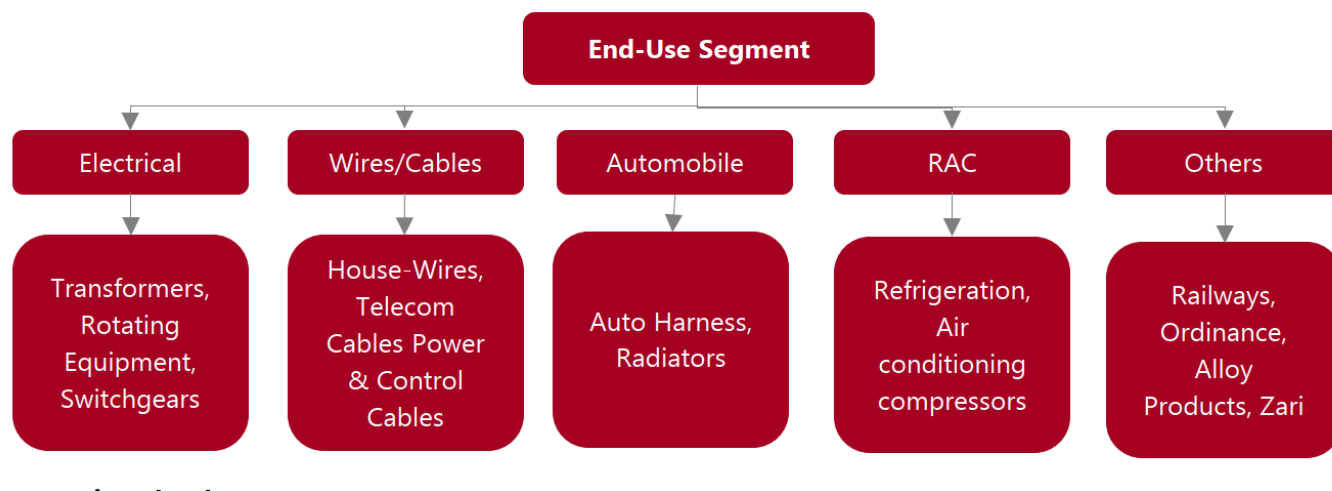 End-Use Segment
Electrical
Wires/Cables
Automobile
RAC
Others
Transformers,
Rotating
Equipment,
Switchgears
House-Wires,
Telecom
Cables Power
& Control
Cables
Auto Harness,
Radiators
Refrigeration,
Air
conditioning
compressors
Railways,
Ordinance,
Alloy
Products, Zari